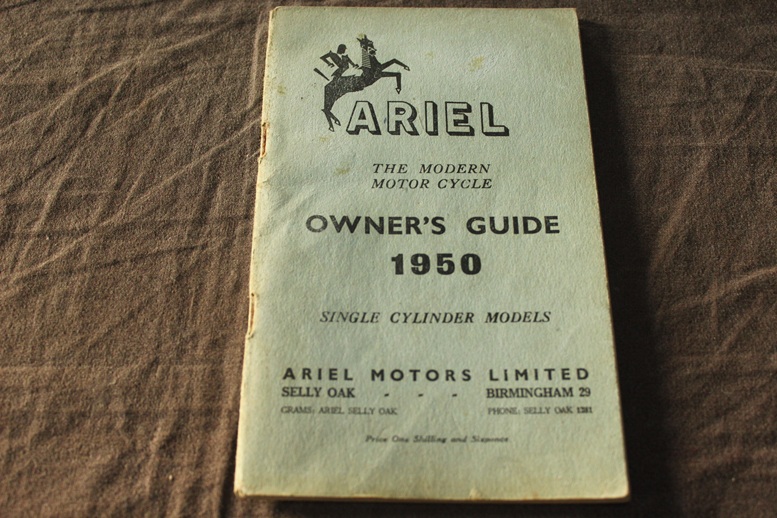 ARIEL
THE MODERN
MOTOR CYCLE
OWNER'S GUIDE
1950
SINGLE CYLINDER MODELS
ARIEL MOTORS LIMITED
SELLY OAK - - - BIRMINGHAM 29
GRAMS: ARIEL SELLY OAK PHONE: SELLY OAK 1381
Price One Shilling and Sixpence